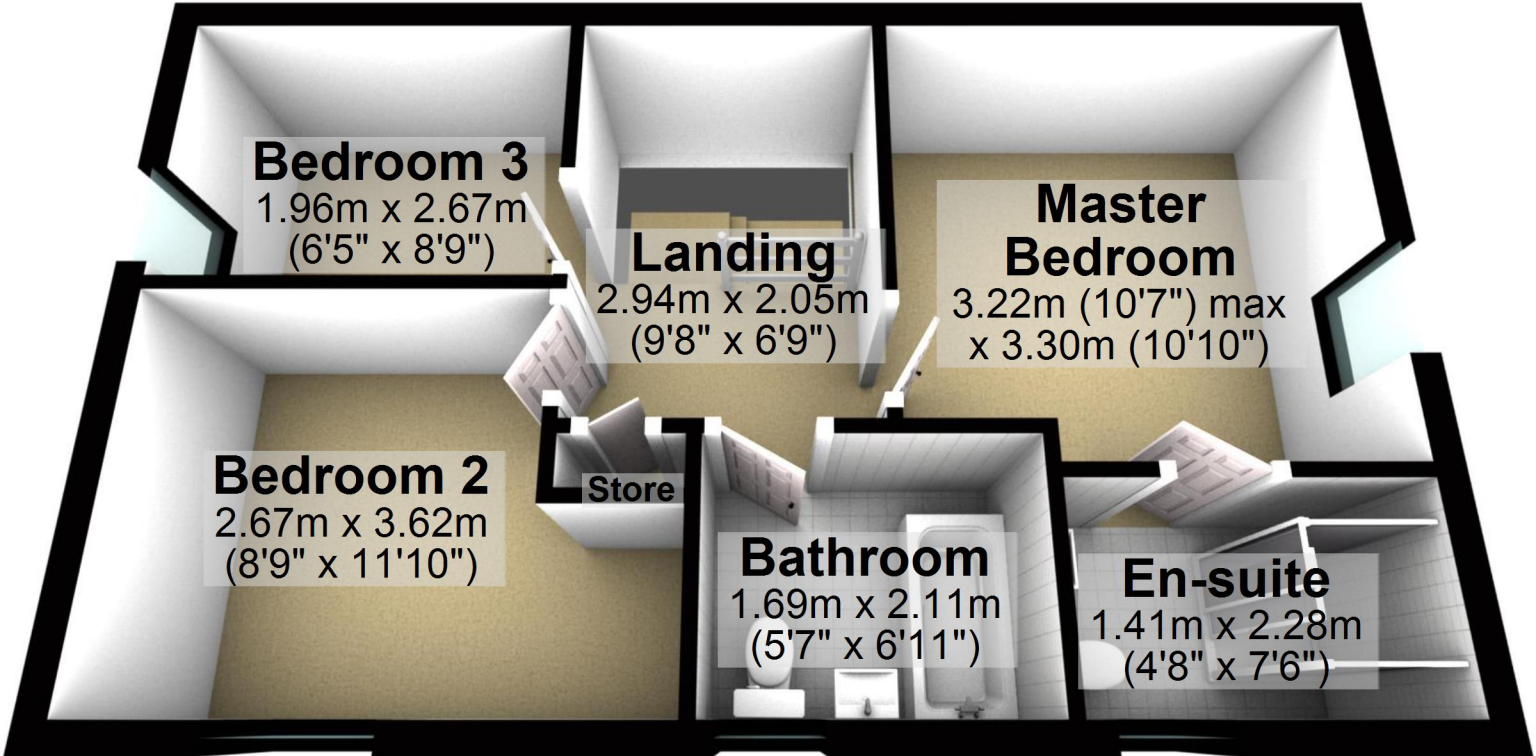 Bedroom 3
1.96m x 2.67m
(6'5" x 8'9")
Landing
2.94m x 2.05m
(9'8" x 6'9")
Master
Bedroom
3.22m (10'7") max
x 3.30m (10'10")
Bedroom 2
2.67m x 3.62m
(8'9" x 11'10")
Store
Bathroom
1.69m x 2.11m
(5'7" x 6'11")
En-suite
1.41m x 2.28m
(4'8" x 7'6")